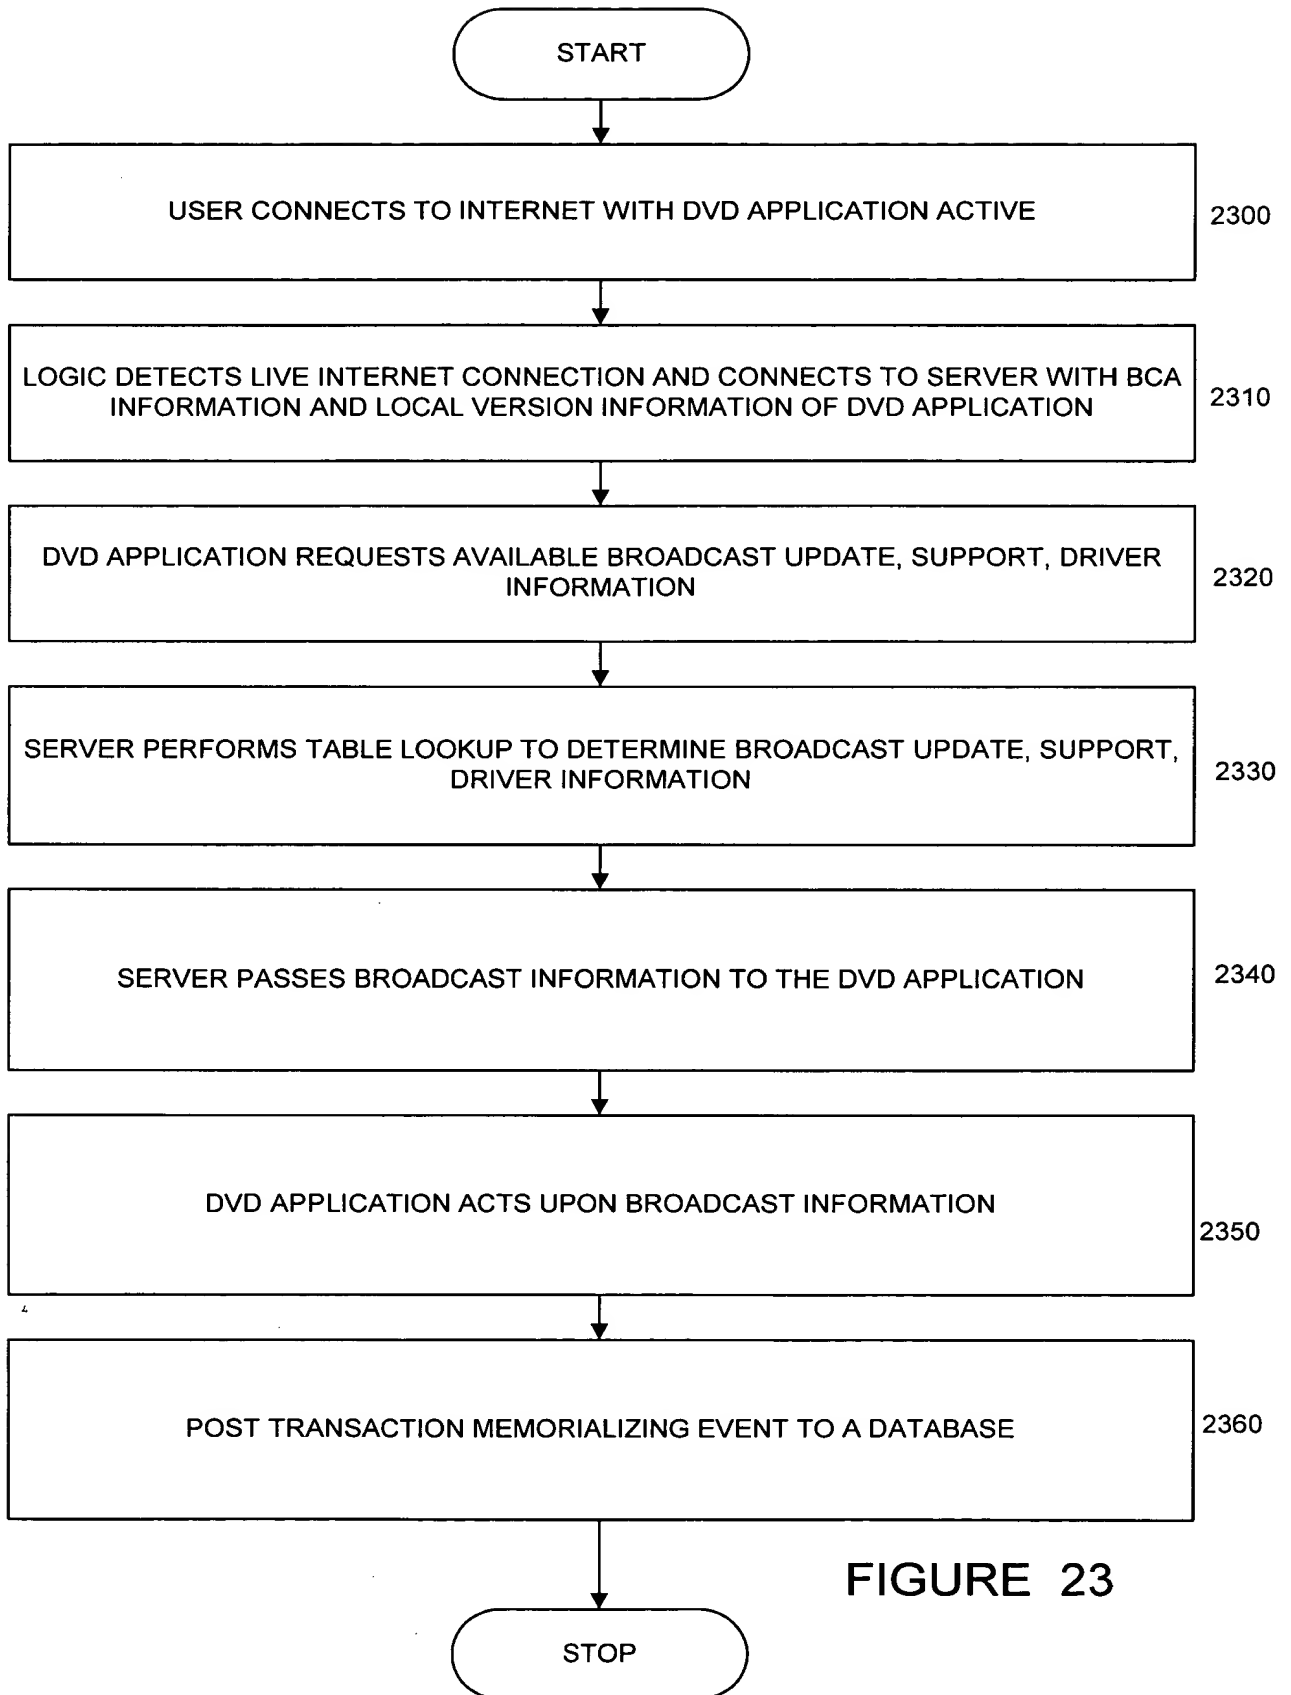 START
USER CONNECTS TO INTERNET WITH DVD APPLICATION ACTIVE
2300
LOGIC DETECTS LIVE INTERNET CONNECTION AND CONNECTS TO SERVER WITH BCA
INFORMATION AND LOCAL VERSION INFORMATION OF DVD APPLICATION
2310
DVD APPLICATION REQUESTS AVAILABLE BROADCAST UPDATE, SUPPORT, DRIVER
INFORMATION
2320
SERVER PERFORMS TABLE LOOKUP TO DETERMINE BROADCAST UPDATE, SUPPORT,
DRIVER INFORMATION
2330
SERVER PASSES BROADCAST INFORMATION TO THE DVD APPLICATION
2340
DVD APPLICATION ACTS UPON BROADCAST INFORMATION
2350
POST TRANSACTION MEMORIALIZING EVENT TO A DATABASE
2360
FIGURE 23
STOP